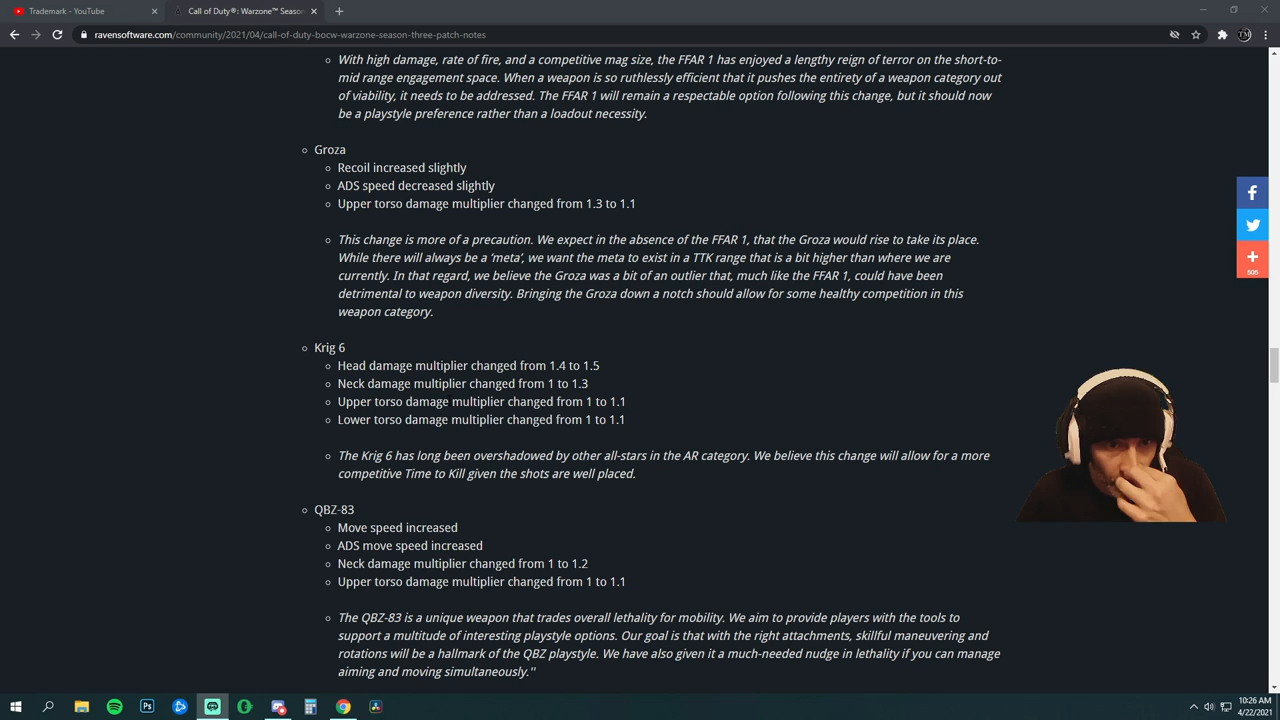 Trademark - YouTube
Call of Duty®: Warzone™ Season
ravensoftware.com/community/2021/04/call-of-duty-bocw-warzone-season-three-patch-notes
With high damage, rate of fire, and a competitive mag size, the FFAR 1 has enjoyed a lengthy reign of terror on the short-to-
mid range engagement space. When a weapon is so ruthlessly efficient that it pushes the entirety of a weapon category out
of viability, it needs to be addressed. The FFAR 1 will remain a respectable option following this change, but it should now
be a playstyle preference rather than a loadout necessity.
Groza
Recoil increased slightly
ADS speed decreased slightly
Upper torso damage multiplier changed from 1.3 to 1.1
This change is more of a precaution. We expect in the absence of the FFAR 1, that the Groza would rise to take its place.
While there will always be a ‘meta’, we want the meta to exist in a TTK range that is a bit higher than where we are
currently. In that regard, we believe the Groza was a bit of an outlier that, much like the FFAR 1, could have been
detrimental to weapon diversity. Bringing the Groza down a notch should allow for some healthy competition in this
weapon category.
Krig 6
Head damage multiplier changed from 1.4 to 1.5
Neck damage multiplier changed from 1 to 1.3
Upper torso damage multiplier changed from 1 to 1.1
Lower torso damage multiplier changed from 1 to 1.1
The Krig 6 has long been overshadowed by other all-stars in the AR category. We believe this change will allow for a more
competitive Time to Kill given the shots are well placed.
QBZ-83
Move speed increased
ADS move speed increased
Neck damage multiplier changed from 1 to 1.2
Upper torso damage multiplier changed from 1 to 1.1
The QBZ-83 is a unique weapon that trades overall lethality for mobility. We aim to provide players with the tools to
support a multitude of interesting playstyle options. Our goal is that with the right attachments, skillful maneuvering and
rotations will be a hallmark of the QBZ playstyle. We have also given it a much-needed nudge in lethality if you can manage
aiming and moving simultaneously.''
505
TM
Ps
10:26 AM
4/22/2021